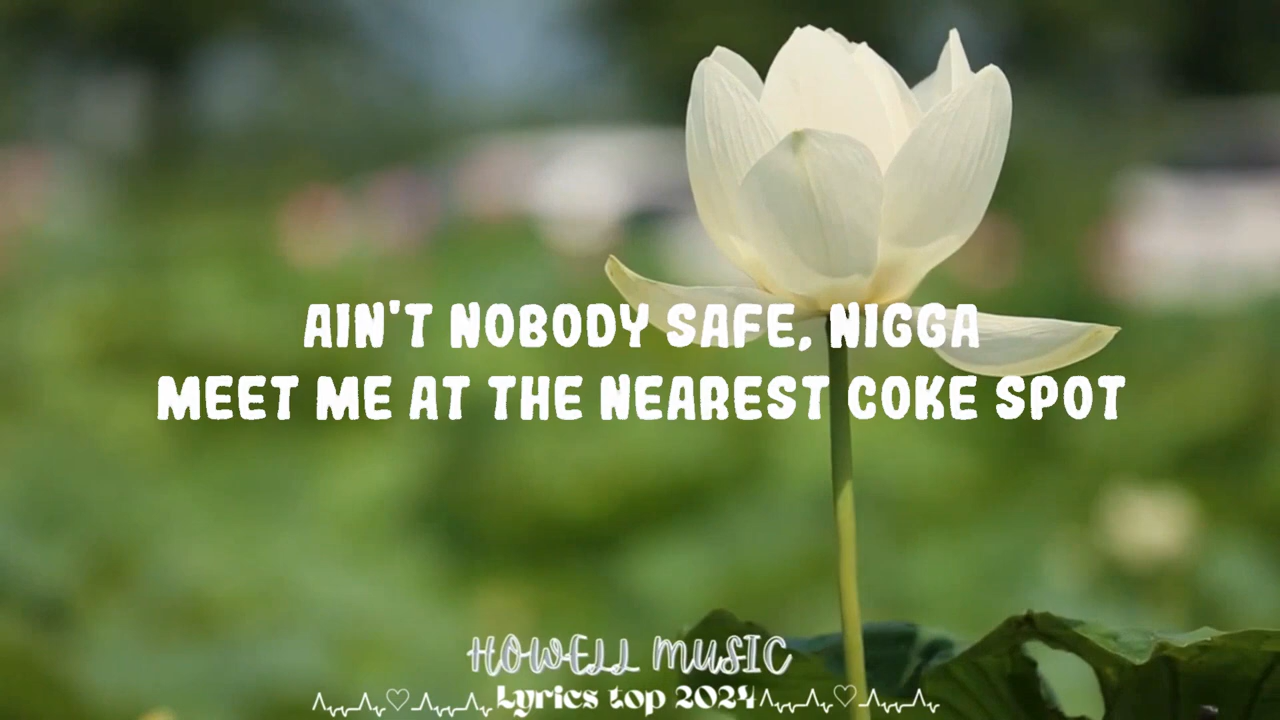 AIN'T NOBODY SAFE, NIGGA
MEET ME AT THE NEAREST COKE SPOT
HOWELL MUSIC
Lyrics top 2024